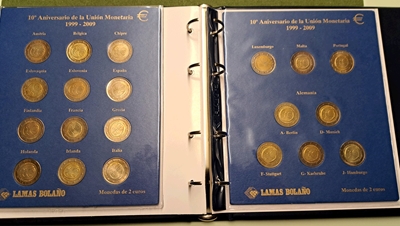 10º Aniversario de la Unión Monetaria
1999 - 2009
Austria Bélgica Chipre
Eslovaquia Eslovenia España
Finlandia Francia Grecia
Holanda Irlanda Italia
LAMAS BOLAÑO
Monedas de 2 euros
10º Aniversario de la Unión Monetaria
1999 - 2009
Luxemburgo Malta Portugal
Alemania
A- Berlín D- Munich
F- Stuttgart G- Karlsruhe J- Hamburgo
LAMAS BOLAÑO
Monedas de 2 euros